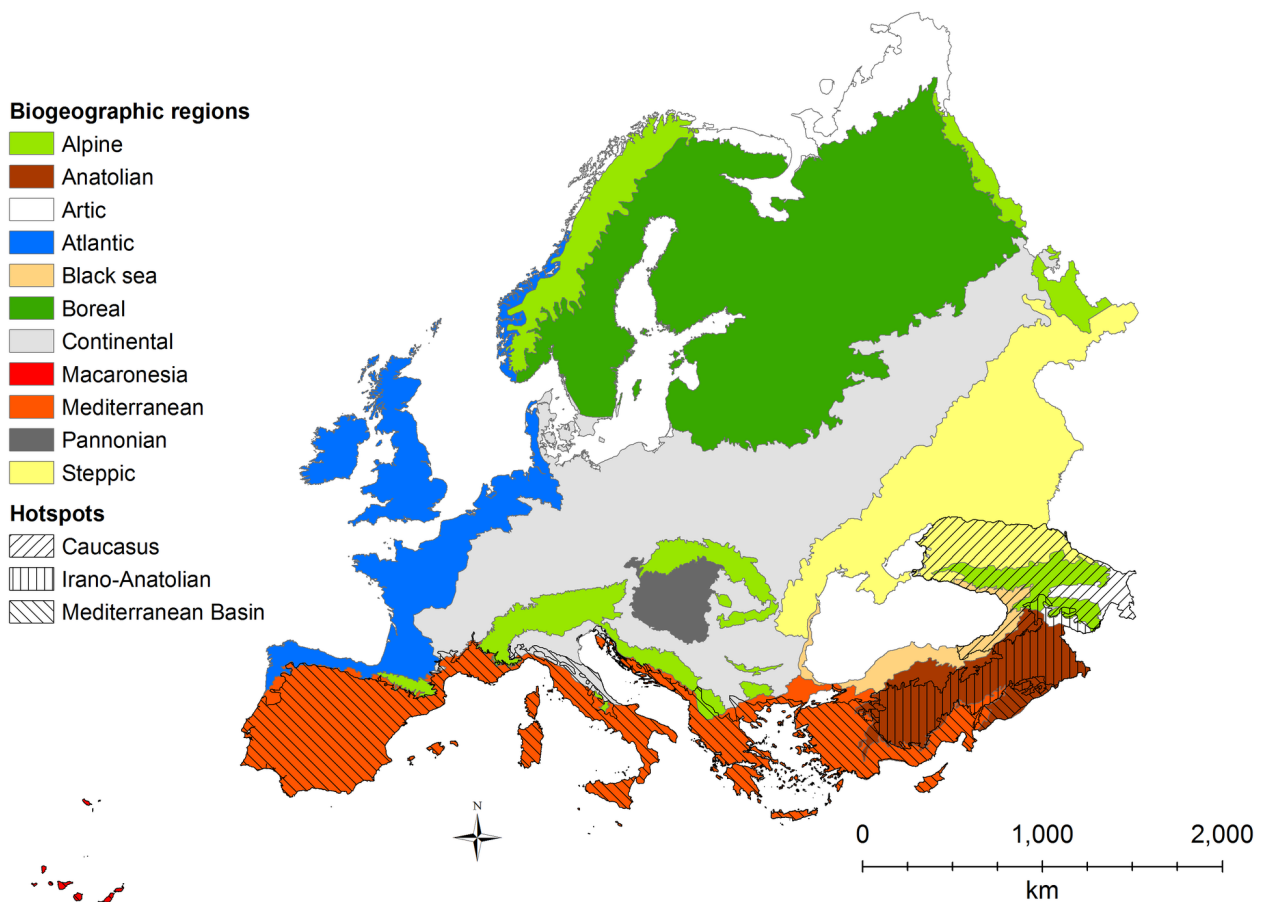 Biogeographic regions
Alpine
Anatolian
Artic
Atlantic
Black sea
Boreal
Continental
Macaronesia
Mediterranean
Pannonian
Steppic
Hotspots
Caucasus
Irano-Anatolian
Mediterranean Basin
N
0 1,000 2,000
km